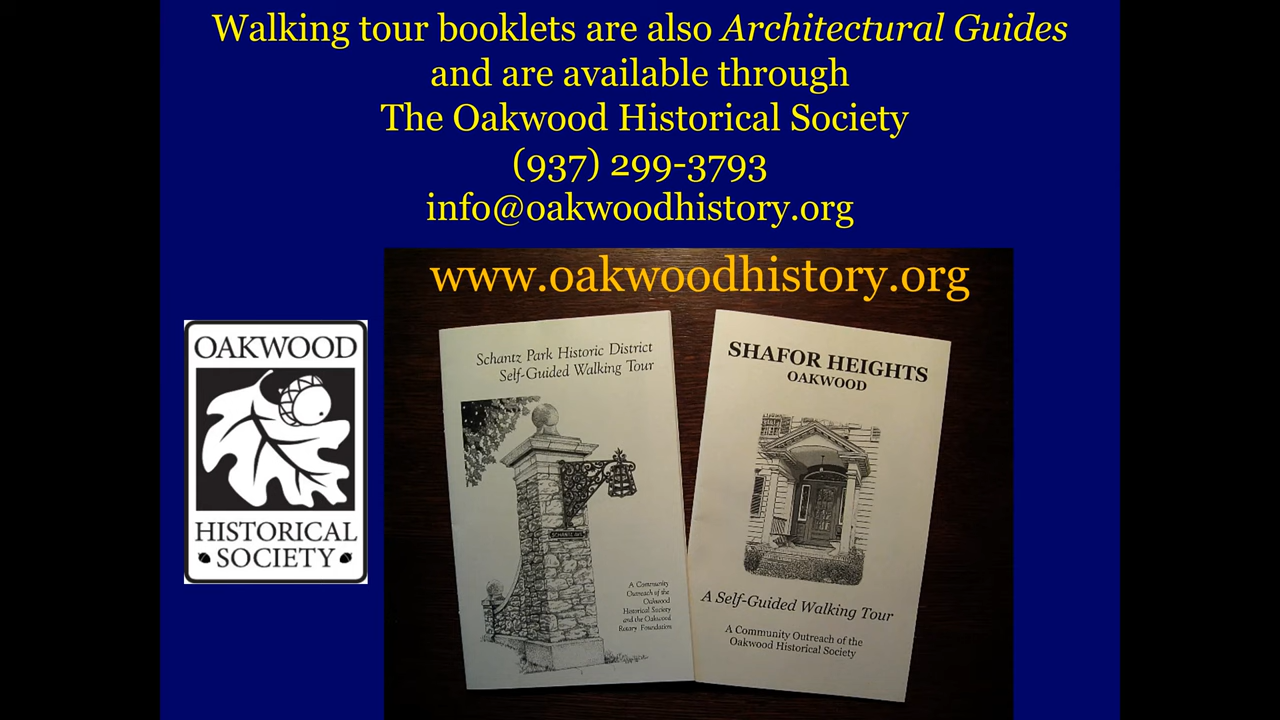 Walking tour booklets are also Architectural Guides
and are available through
The Oakwood Historical Society
(937) 299-3793
info@oakwoodhistory.org
www.oakwoodhistory.org
OAKWOOD
HISTORICAL
SOCIETY
Schantz Park Historic District
Self-Guided Walking Tour
SCHANTZ AVE
A Community
Outreach of the
Oakwood
Historical Society
and the Oakwood
Rotary Foundation
SHAFOR HEIGHTS
OAKWOOD
A Self-Guided Walking Tour
A Community Outreach of the
Oakwood Historical Society